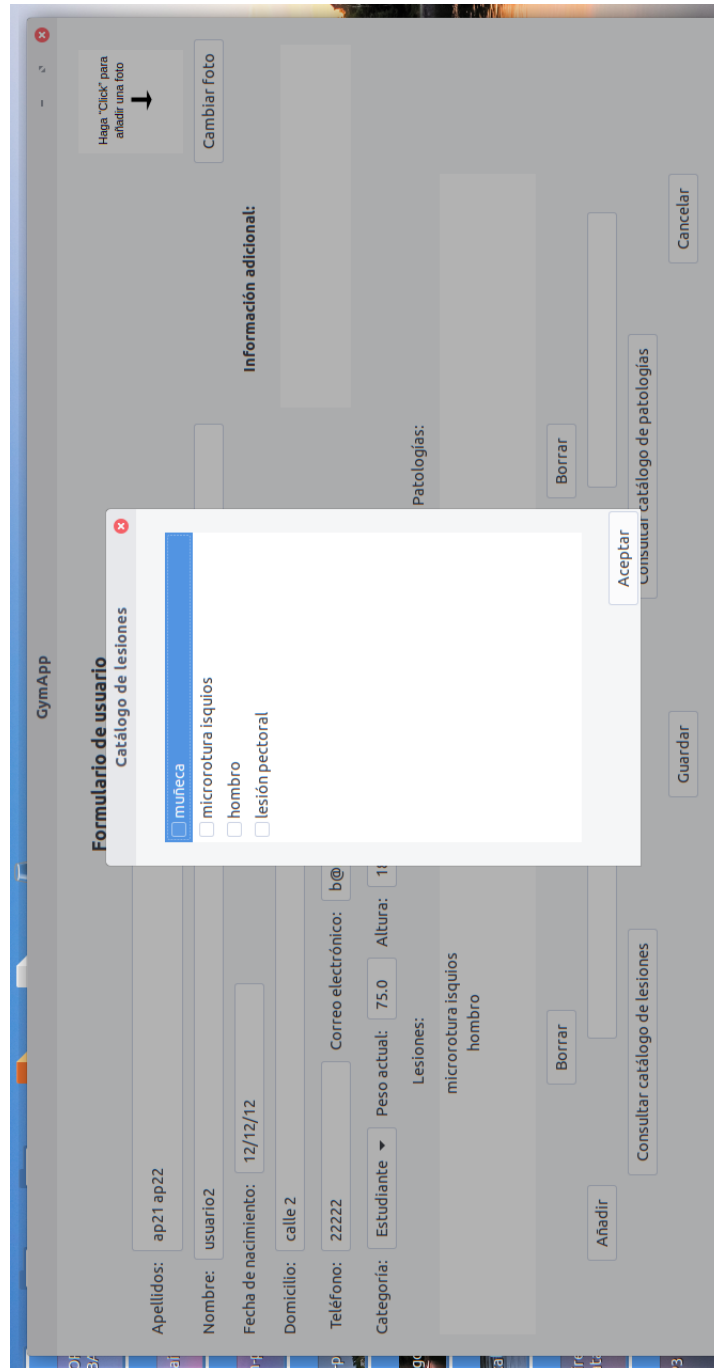 GymApp
Formulario de usuario
Haga "Click" para
añadir una foto
Cambiar foto
Apellidos: ap21 ap22
Nombre: usuario2
Fecha de nacimiento: 12/12/12
Información adicional:
Domicilio: calle 2
Teléfono: 22222 Correo electrónico: b@
Categoría: Estudiante Peso actual: 75.0 Altura: 18
Lesiones: Patologías:
microrotura isquios
hombro
Borrar Borrar
Añadir
Consultar catálogo de lesiones Consultar catálogo de patologías
Guardar Cancelar
Catálogo de lesiones
muñeca
microrotura isquios
hombro
lesión pectoral
Aceptar